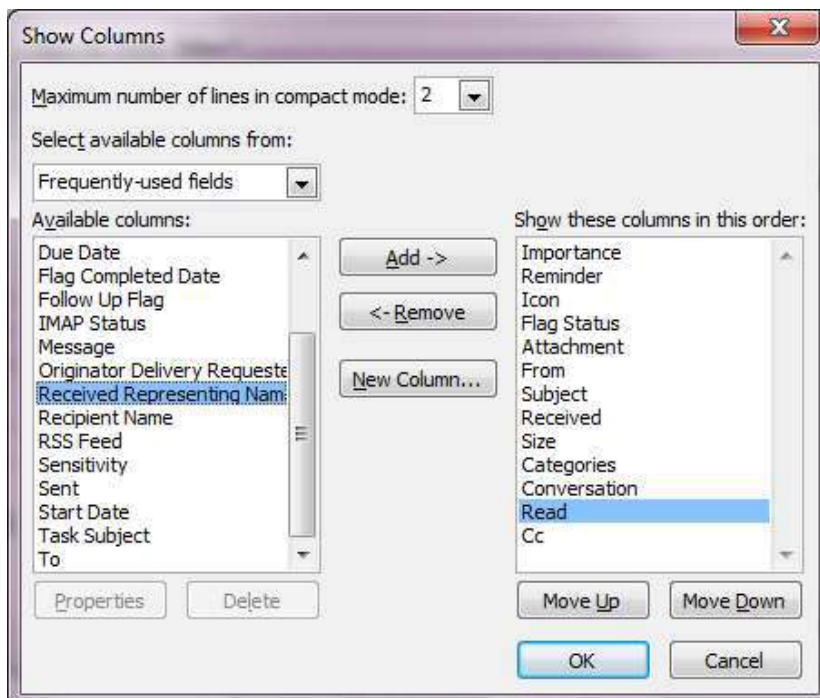 Show Columns
Maximum number of lines in compact mode: 2
Select available columns from:
Frequently-used fields
Available columns:
Due Date
Flag Completed Date
Follow Up Flag
IMAP Status
Message
Originator Delivery Requeste
Received Representing Nam
Recipient Name
RSS Feed
Sensitivity
Sent
Start Date
Task Subject
To
Properties
Delete
Add ->
<- Remove
New Column...
Show these columns in this order:
Importance
Reminder
Icon
Flag Status
Attachment
From
Subject
Received
Size
Categories
Conversation
Read
Cc
Move Up
Move Down
OK
Cancel